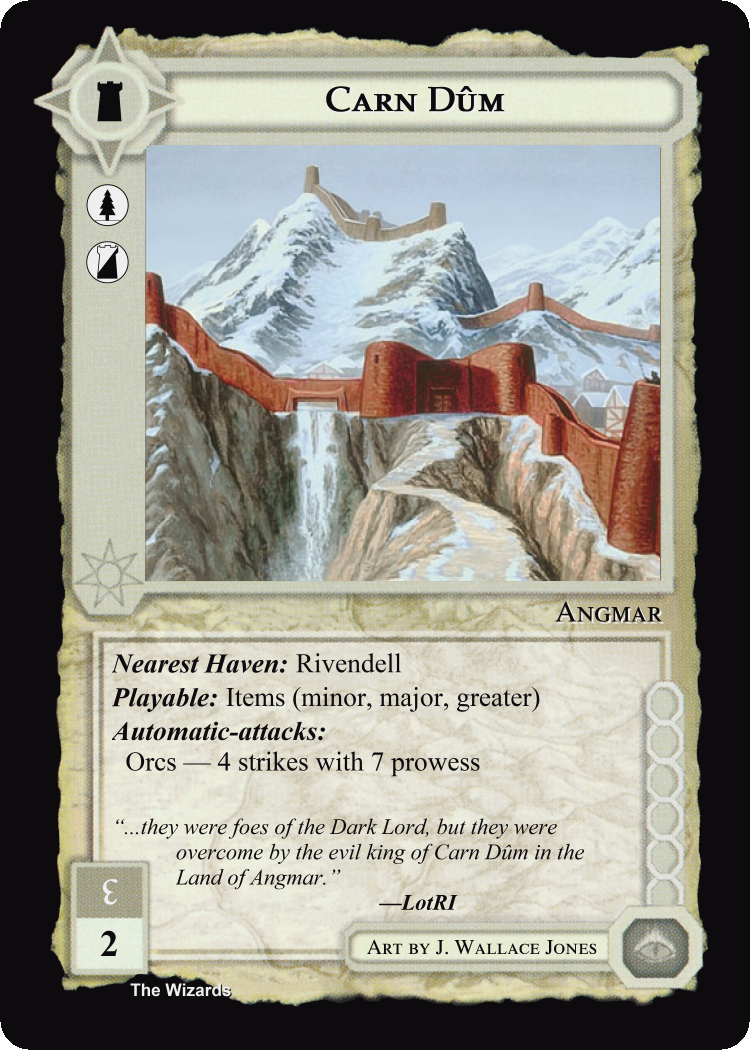 Carn Dûm
Angmar
Nearest Haven: Rivendell
Playable: Items (minor, major, greater)
Automatic-attacks:
Orcs — 4 strikes with 7 prowess
“...they were foes of the Dark Lord, but they were
overcome by the evil king of Carn Dûm in the
Land of Angmar.”
—LotRI
2
Art by J. Wallace Jones
The Wizards